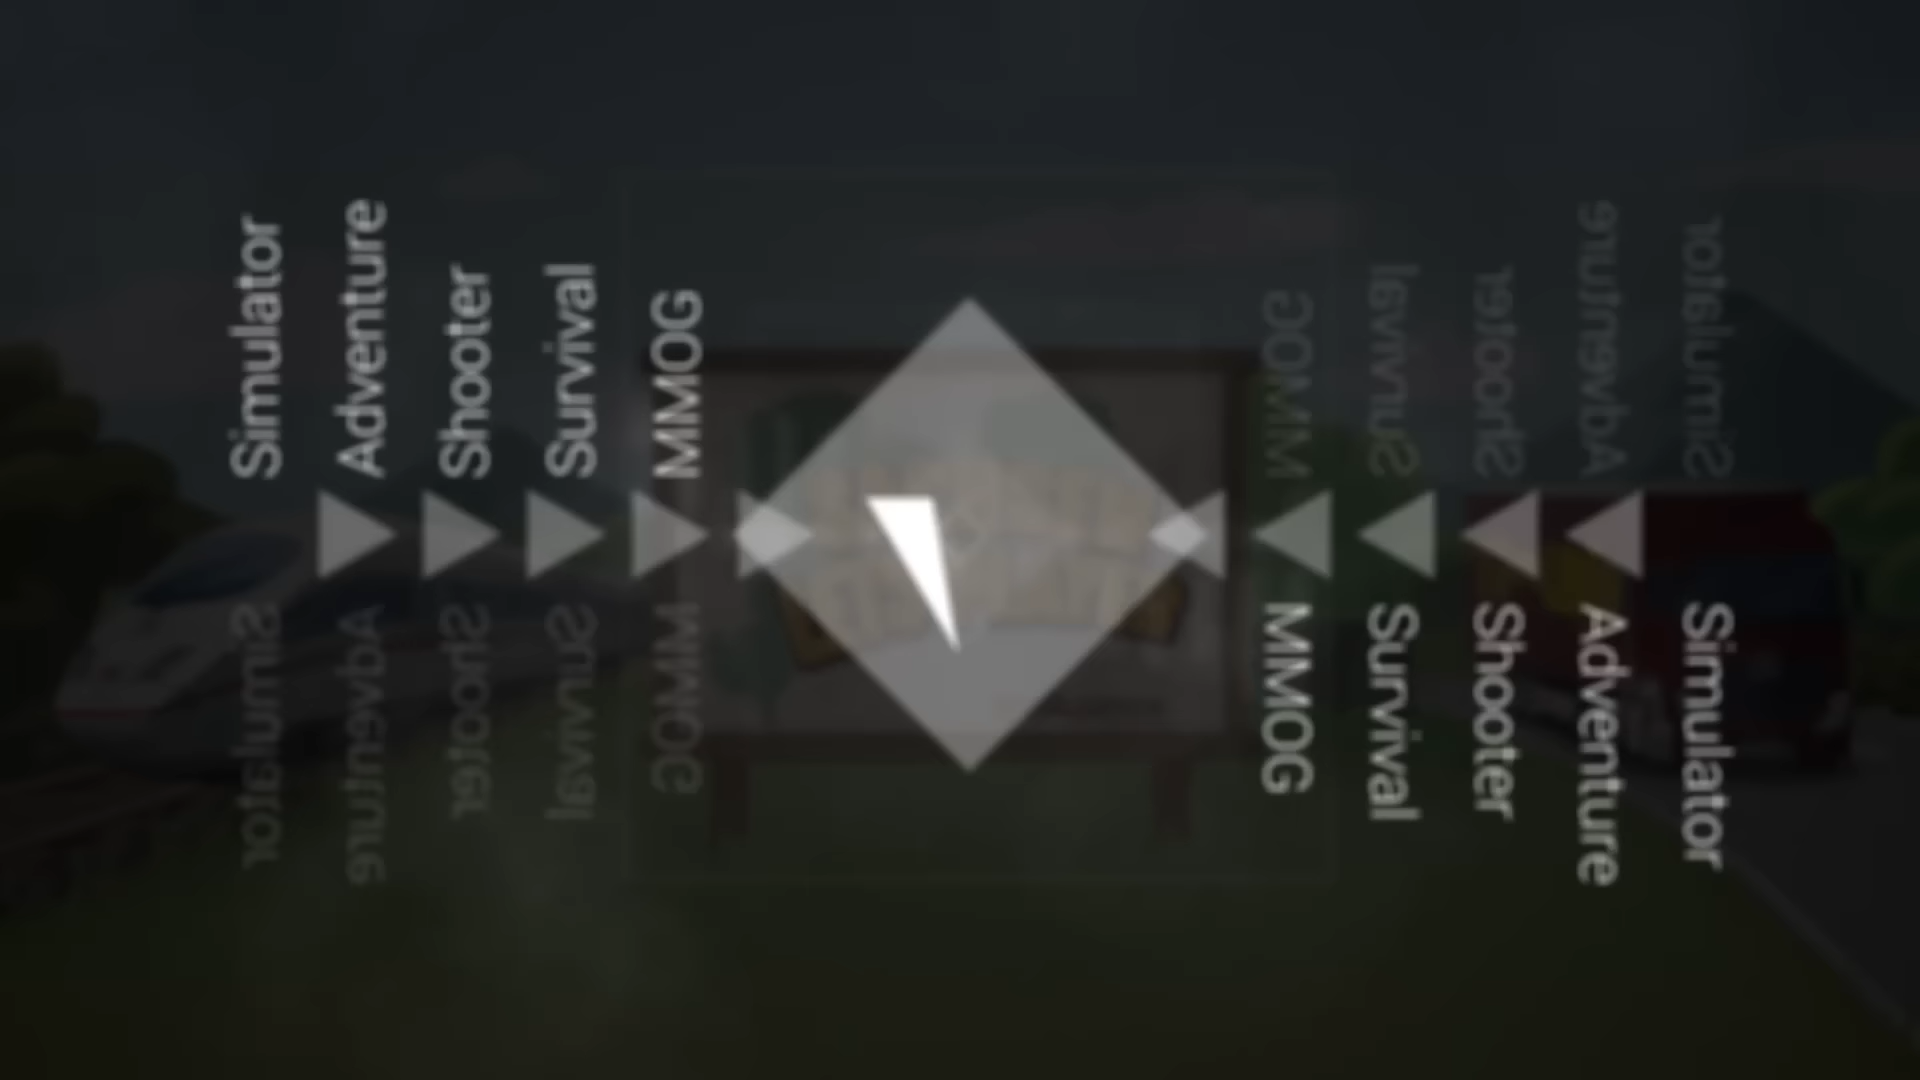 Simulator
Adventure
Shooter
Survival
MMOG
MMOG
Survival
Shooter
Adventure
Simulator